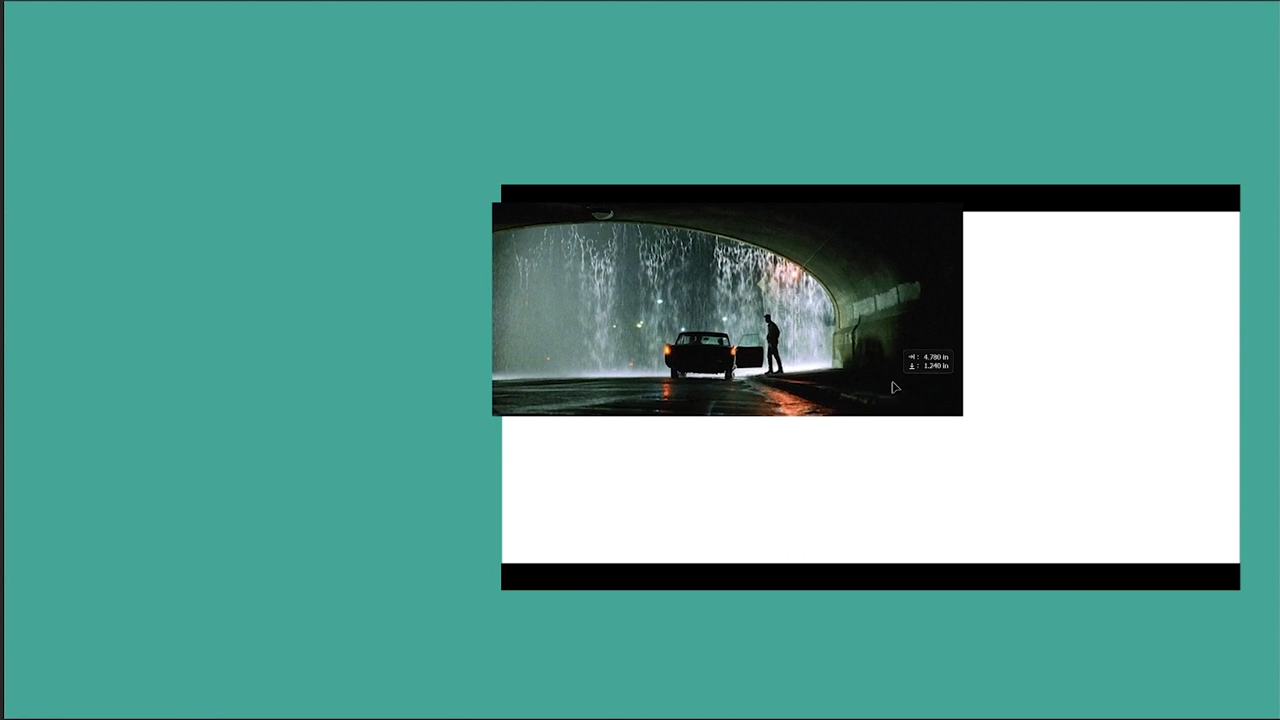 →I : 4.780 in
↓ : 1.240 in